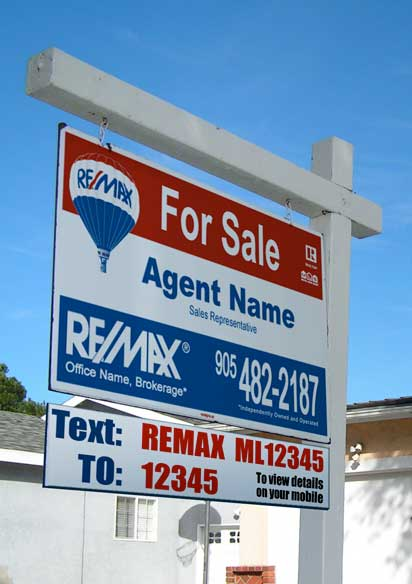 RE/MAX
For Sale
R
Agent Name
Sales Representative
RE/MAX®
Office Name, Brokerage*
905 482-2187
*Independently Owned and Operated
Text: REMAX ML12345
TO: 12345
To view details
on your mobile